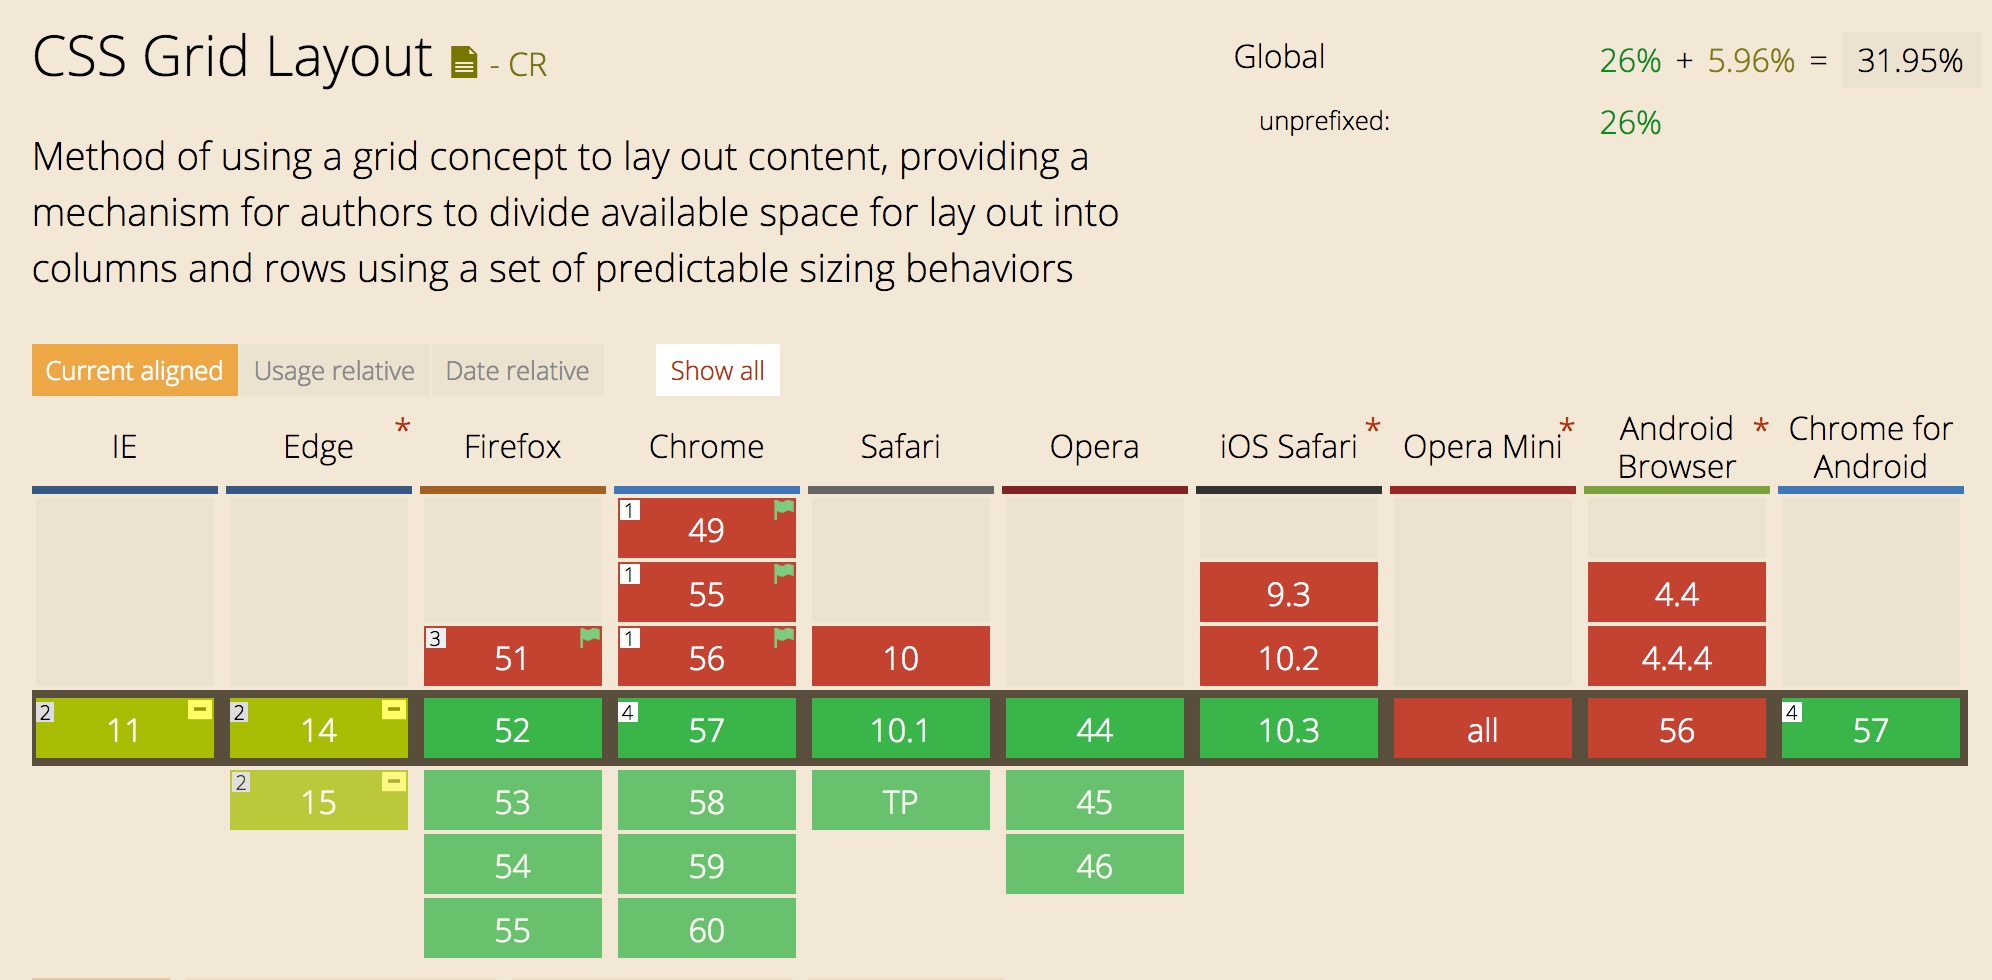 CSS Grid Layout - CR
Global 26% + 5.96% = 31.95%
unprefixed: 26%
Method of using a grid concept to lay out content, providing a
mechanism for authors to divide available space for lay out into
columns and rows using a set of predictable sizing behaviors
Current aligned Usage relative Date relative Show all
IE Edge * Firefox Chrome Safari Opera iOS Safari * Opera Mini * Android Browser * Chrome for Android
1 49
1 55 9.3 4.4
3 51 1 56 10 10.2 4.4.4
2 11 - 2 14 - 52 4 57 10.1 44 10.3 all 56 4 57
2 15 - 53 58 TP 45
54 59 46
55 60